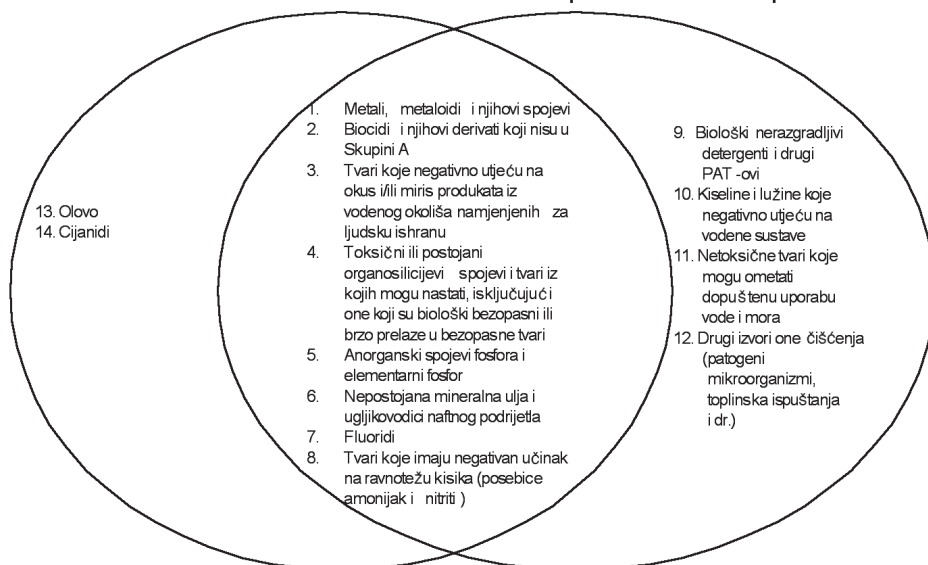 13. Olovo
14. Cijanidi
1. Metali, metaloidi i njihovi spojevi
2. Biocidi i njihovi derivati koji nisu u
Skupini A
3. Tvari koje negativno utječu na
okus i/ili miris produkata iz
vodenog okoliša namjenjenih za
ljudsku ishranu
4. Toksični ili postojani
organosilicijevi spojevi i tvari iz
kojih mogu nastati, isključujući
one koji su biološki bezopasni ili
brzo prelaze u bezopasne tvari
5. Anorganski spojevi fosfora i
elementarni fosfor
6. Nepostojana mineralna ulja i
ugljikovodici naftnog podrijetla
7. Fluoridi
8. Tvari koje imaju negativan učinak
na ravnotežu kisika (posebice
amonijak i nitriti )
9. Biološki nerazgradljivi
detergenti i drugi
PAT -ovi
10. Kiseline i lužine koje
negativno utječu na
vodene sustave
11. Netoksične tvari koje
mogu ometati
dopuštenu uporabu
vode i mora
12. Drugi izvori one čišćenja
(patogeni
mikroorganizmi,
toplinska ispuštanja
i dr.)